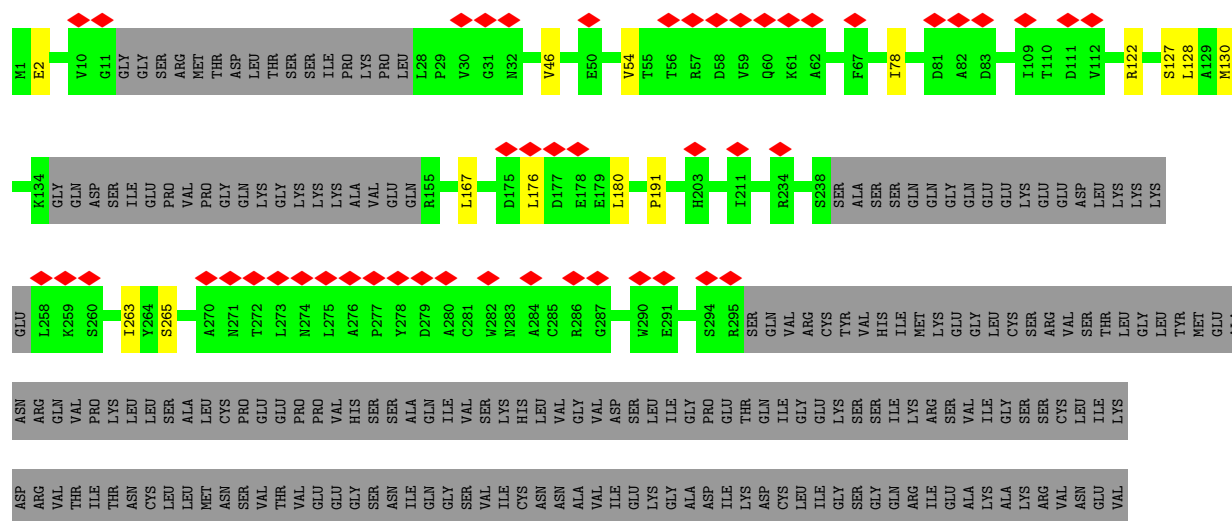 M1 E2 V10 G11 GLY GLY SER ARG MET THR ASP LEU THR SER SER ILE PRO LYS PRO LEU L28 P29 V30 G31 N32 V46 E50 V54 T55 T56 R57 D58 V59 Q60 K61 A62 F67 I78 D81 A82 D83 I109 T110 D111 V112 R122 S127 L128 A129 M130
K134 GLY GLN ASP SER ILE GLU PRO VAL PRO GLY GLN LYS GLY LYS LYS LYS LYS ALA VAL GLU GLN R155 L167 D175 L176 D177 E178 E179 L180 P191 H203 I211 R234 S238 SER ALA SER SER GLN GLN GLY GLN GLU GLU LYS GLU GLU ASP LEU LYS LYS LYS
GLU L258 K259 S260 I263 Y264 S265 A270 N271 T272 L273 N274 L275 A276 P277 Y278 D279 A280 C281 W282 N283 A284 C285 R286 G287 W290 E291 S294 R295 SER GLN VAL ARG CYS TYR VAL HIS ILE MET LYS GLU GLY LEU CYS SER ARG VAL SER THR LEU GLY LEU TYR MET GLU
ASN ARG GLN VAL PRO LYS LEU LEU SER ALA LEU CYS PRO GLU GLU PRO PRO VAL HIS SER SER ALA GLN ILE VAL SER LYS HIS LEU VAL GLY VAL ASP SER LEU ILE GLY PRO GLU THR GLN ILE GLY GLU LYS SER SER ILE LYS ARG SER VAL ILE GLY SER SER CYS LEU ILE LYS
ASP ARG VAL THR ILE THR ASN CYS LEU LEU MET ASN SER VAL THR VAL GLU GLU GLY SER ASN ILE GLN GLY SER VAL ILE CYS ASN ASN ALA VAL ILE GLU LYS GLY ALA ASP ILE LYS ASP CYS LEU ILE GLY SER GLY GLN ARG ILE GLU ALA LYS ALA LYS ARG VAL ASN GLU VAL